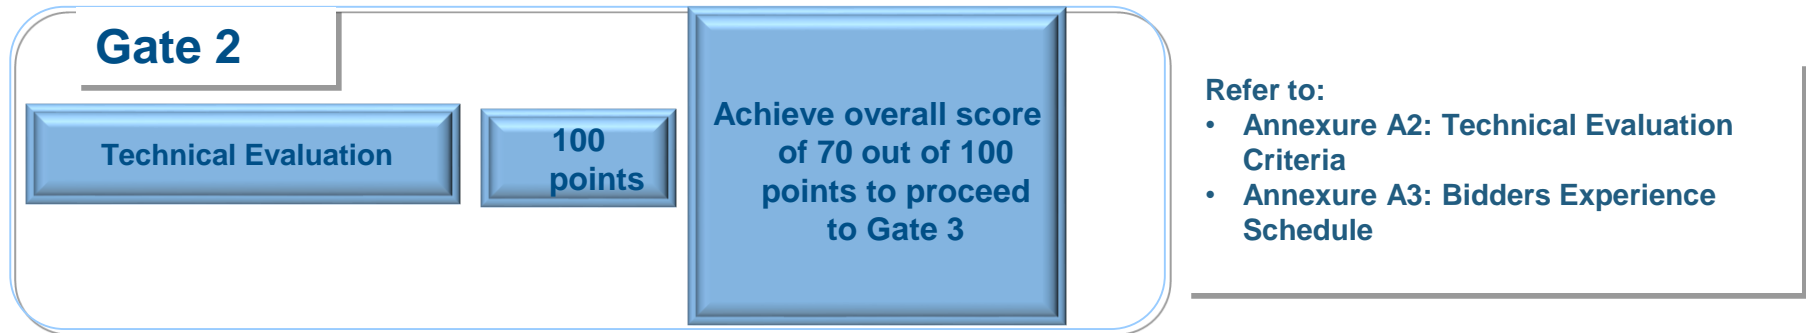 Gate 2
Technical Evaluation
100
points
Achieve overall score
of 70 out of 100
points to proceed
to Gate 3
Refer to:
• Annexure A2: Technical Evaluation
Criteria
• Annexure A3: Bidders Experience
Schedule